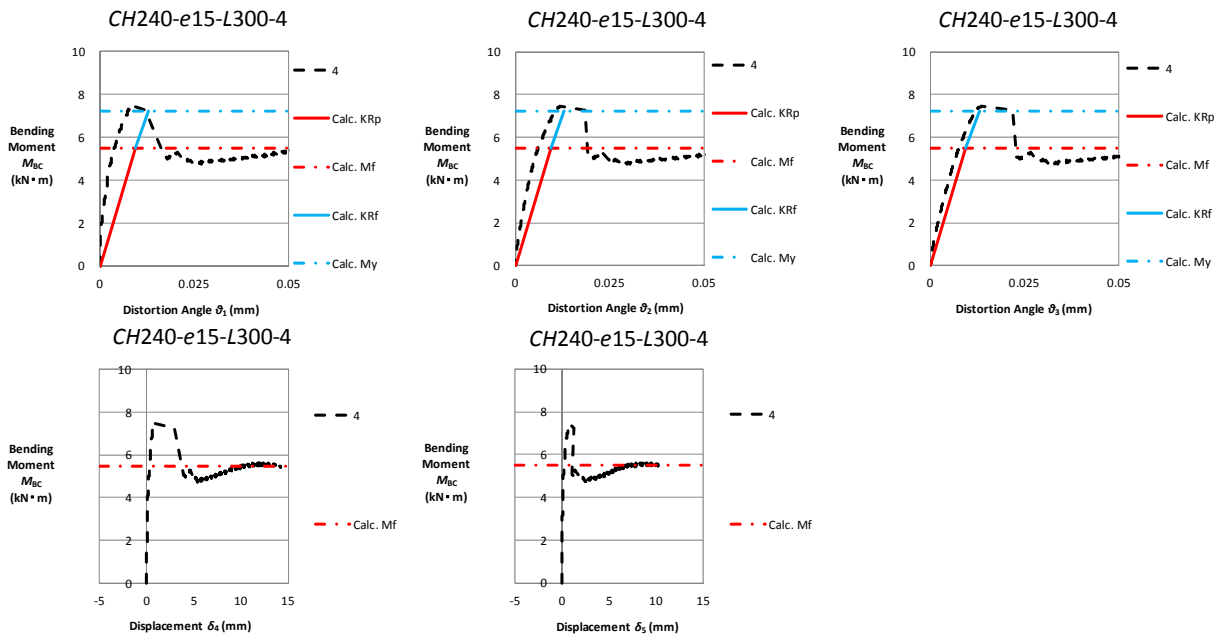 CH240-e15-L300-4
10
8
6
4
2
0
0
0.025
0.05
Bending
Moment
M_BC
(kN・m)
Distortion Angle ϑ₁ (mm)
4
Calc. KRp
Calc. Mf
Calc. KRf
Calc. My
CH240-e15-L300-4
10
8
6
4
2
0
0
0.025
0.05
Bending
Moment
M_BC
(kN・m)
Distortion Angle ϑ₂ (mm)
4
Calc. KRp
Calc. Mf
Calc. KRf
Calc. My
CH240-e15-L300-4
10
8
6
4
2
0
0
0.025
0.05
Bending
Moment
M_BC
(kN・m)
Distortion Angle ϑ₃ (mm)
4
Calc. KRp
Calc. Mf
Calc. KRf
Calc. My
CH240-e15-L300-4
10
8
6
4
2
0
-5
0
5
10
15
Bending
Moment
M_BC
(kN・m)
Displacement δ₄ (mm)
4
Calc. Mf
CH240-e15-L300-4
10
8
6
4
2
0
-5
0
5
10
15
Bending
Moment
M_BC
(kN・m)
Displacement δ₅ (mm)
4
Calc. Mf